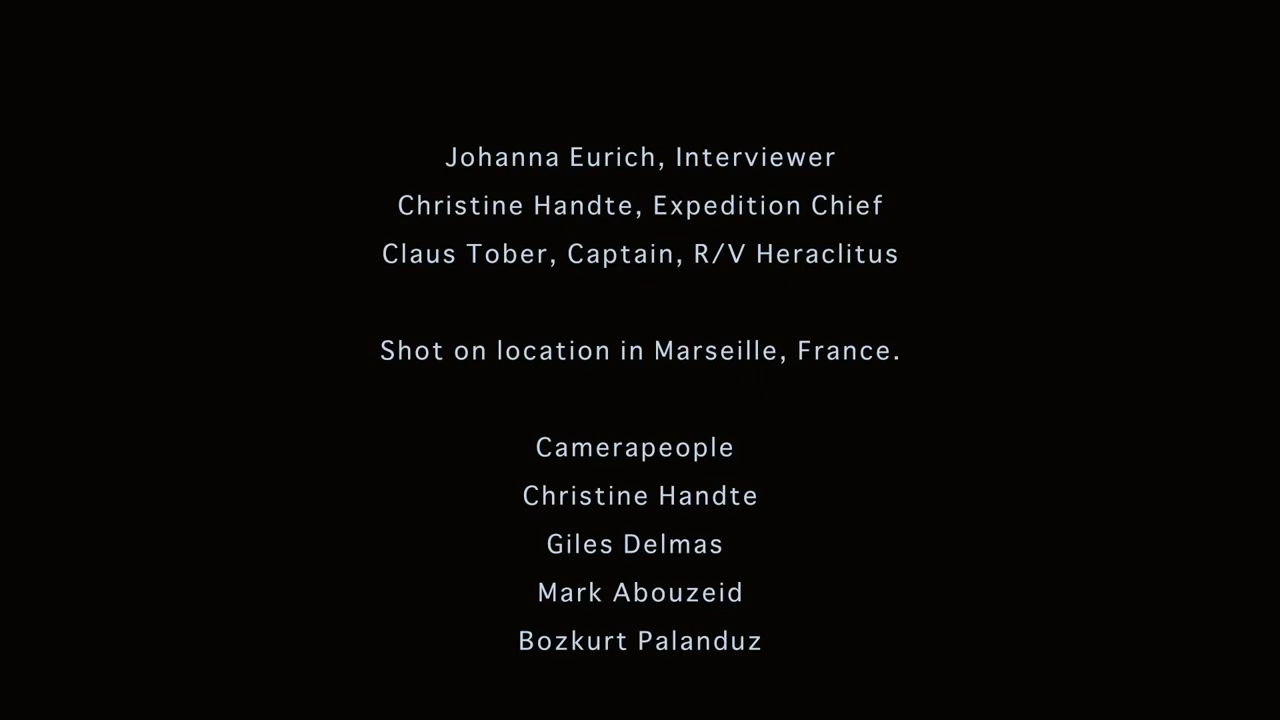 Johanna Eurich, Interviewer
Christine Handte, Expedition Chief
Claus Tober, Captain, R/V Heraclitus
Shot on location in Marseille, France.
Camerapeople
Christine Handte
Giles Delmas
Mark Abouzeid
Bozkurt Palanduz